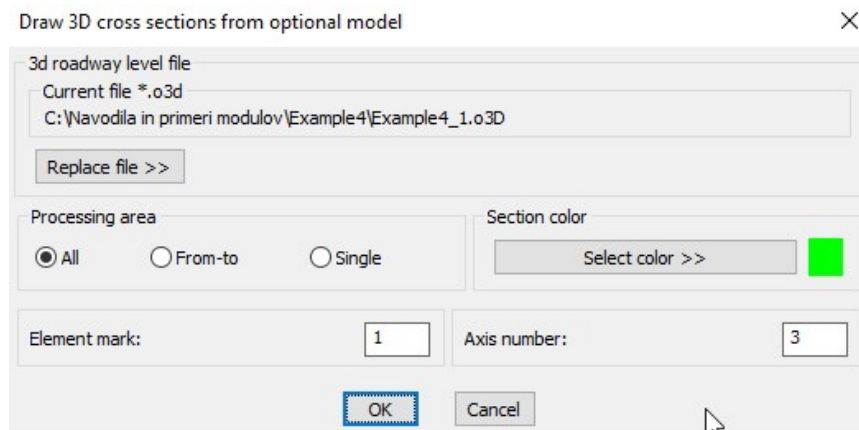 Draw 3D cross sections from optional model
3d roadway level file
Current file *.o3d
C:\Navodila in primeri modulov\Example4\Example4_1.o3D
Replace file >>
Processing area
All From-to Single
Section color
Select color >>
Element mark: 1
Axis number: 3
OK Cancel